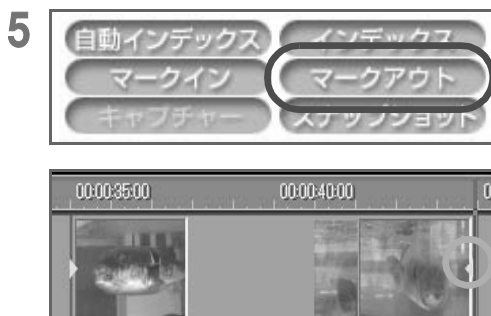 5
自動インデックス インデックス
マークイン マークアウト
キャプチャー スナップショット
00:00:35:00 00:00:40:00 0